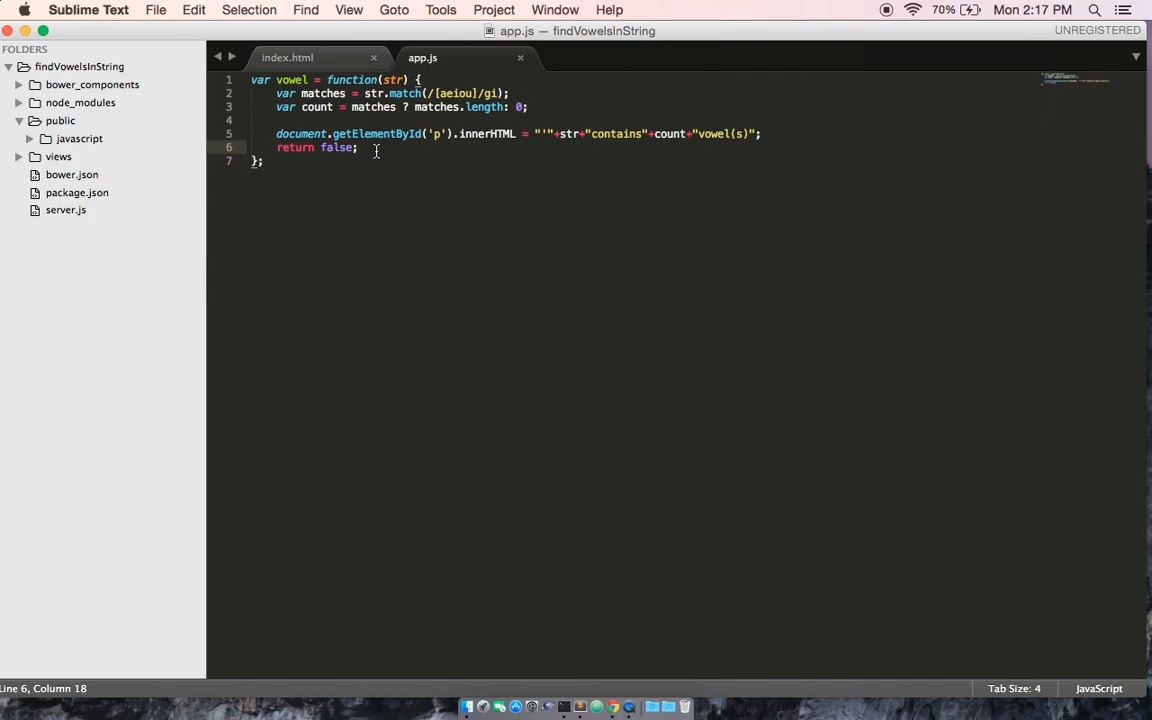 Sublime Text File Edit Selection Find View Goto Tools Project Window Help 70% Mon 2:17 PM
app.js — findVowelsInString UNREGISTERED
FOLDERS
findVowelsInString
bower_components
node_modules
public
javascript
views
bower.json
package.json
server.js
index.html × app.js ×
1 var vowel = function(str) {
2 var matches = str.match(/[aeiou]/gi);
3 var count = matches ? matches.length: 0;
4
5 document.getElementById('p').innerHTML = "'"+str+"contains"+count+"vowel(s)";
6 return false;
7 };
Line 6, Column 18 Tab Size: 4 JavaScript